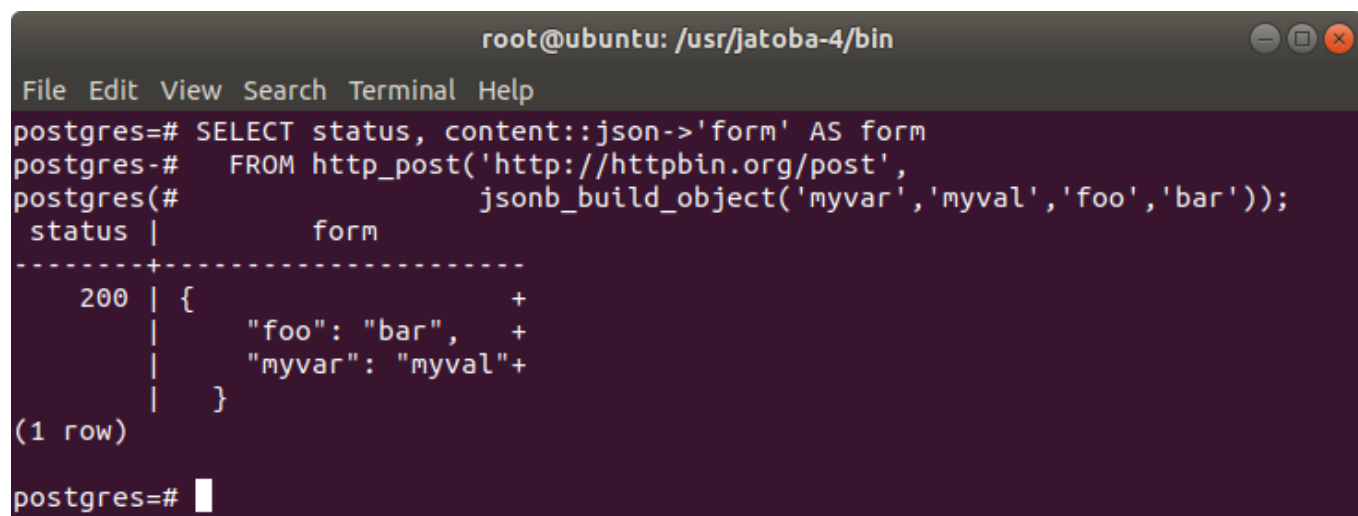 root@ubuntu: /usr/jatoba-4/bin
File Edit View Search Terminal Help
postgres=# SELECT status, content::json->'form' AS form
postgres-#   FROM http_post('http://httpbin.org/post',
postgres(#                  jsonb_build_object('myvar','myval','foo','bar'));
 status |         form
--------+----------------------
    200 | {                   +
        |     "foo": "bar",   +
        |     "myvar": "myval"+
        |   }
(1 row)
postgres=#